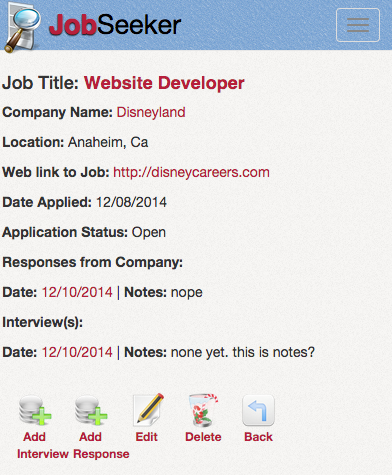 JobSeeker
Job Title: Website Developer
Company Name: Disneyland
Location: Anaheim, Ca
Web link to Job: http://disneycareers.com
Date Applied: 12/08/2014
Application Status: Open
Responses from Company:
Date: 12/10/2014 | Notes: nope
Interview(s):
Date: 12/10/2014 | Notes: none yet. this is notes?
Add Interview
Add Response
Edit
Delete
Back